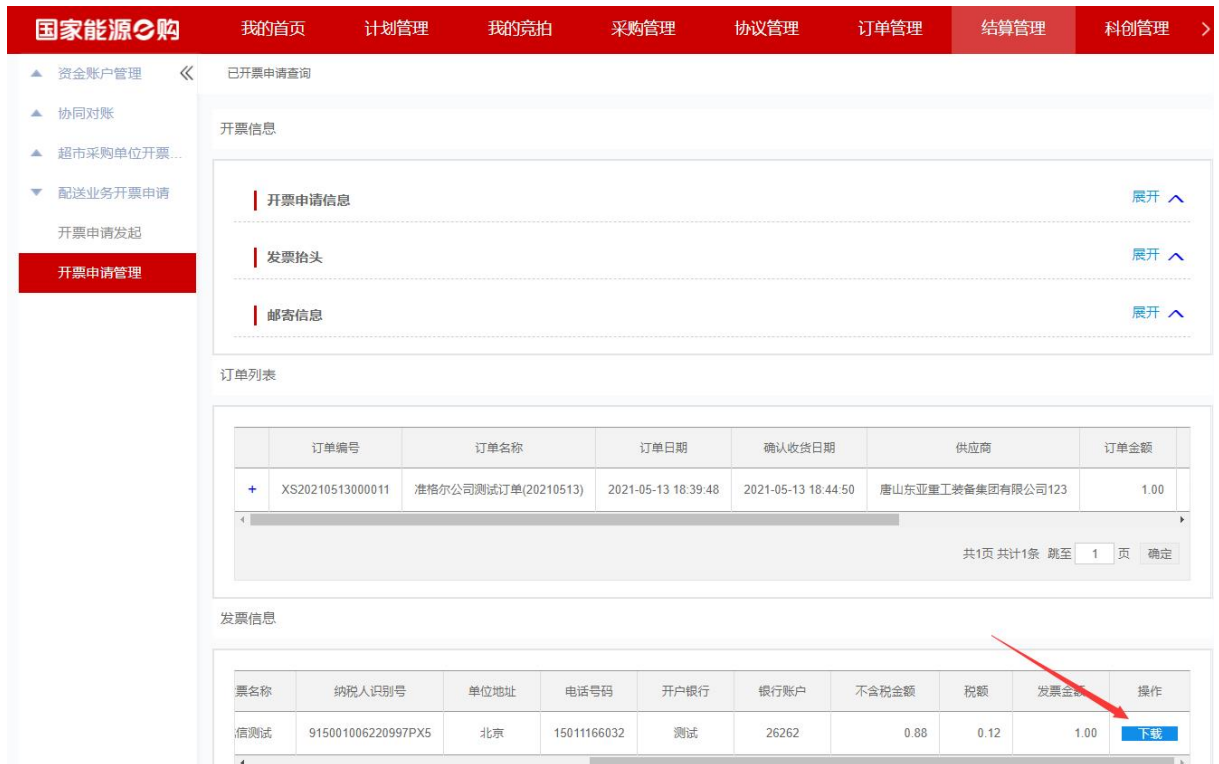 国家能源e购 我的首页 计划管理 我的竞拍 采购管理 协议管理 订单管理 结算管理 科创管理
资金账户管理
协同对账
超市采购单位开票...
配送业务开票申请
开票申请发起
开票申请管理
已开票申请查询
开票信息
开票申请信息 展开
发票抬头 展开
邮寄信息 展开
订单列表
订单编号 订单名称 订单日期 确认收货日期 供应商 订单金额
+ XS20210513000011 准格尔公司测试订单(20210513) 2021-05-13 18:39:48 2021-05-13 18:44:50 唐山东亚重工装备集团有限公司123 1.00
共1页 共计1条 跳至 1 页 确定
发票信息
票名称 纳税人识别号 单位地址 电话号码 开户银行 银行账户 不含税金额 税额 发票金额 操作
信测试 915001006220997PX5 北京 15011166032 测试 26262 0.88 0.12 1.00 下载